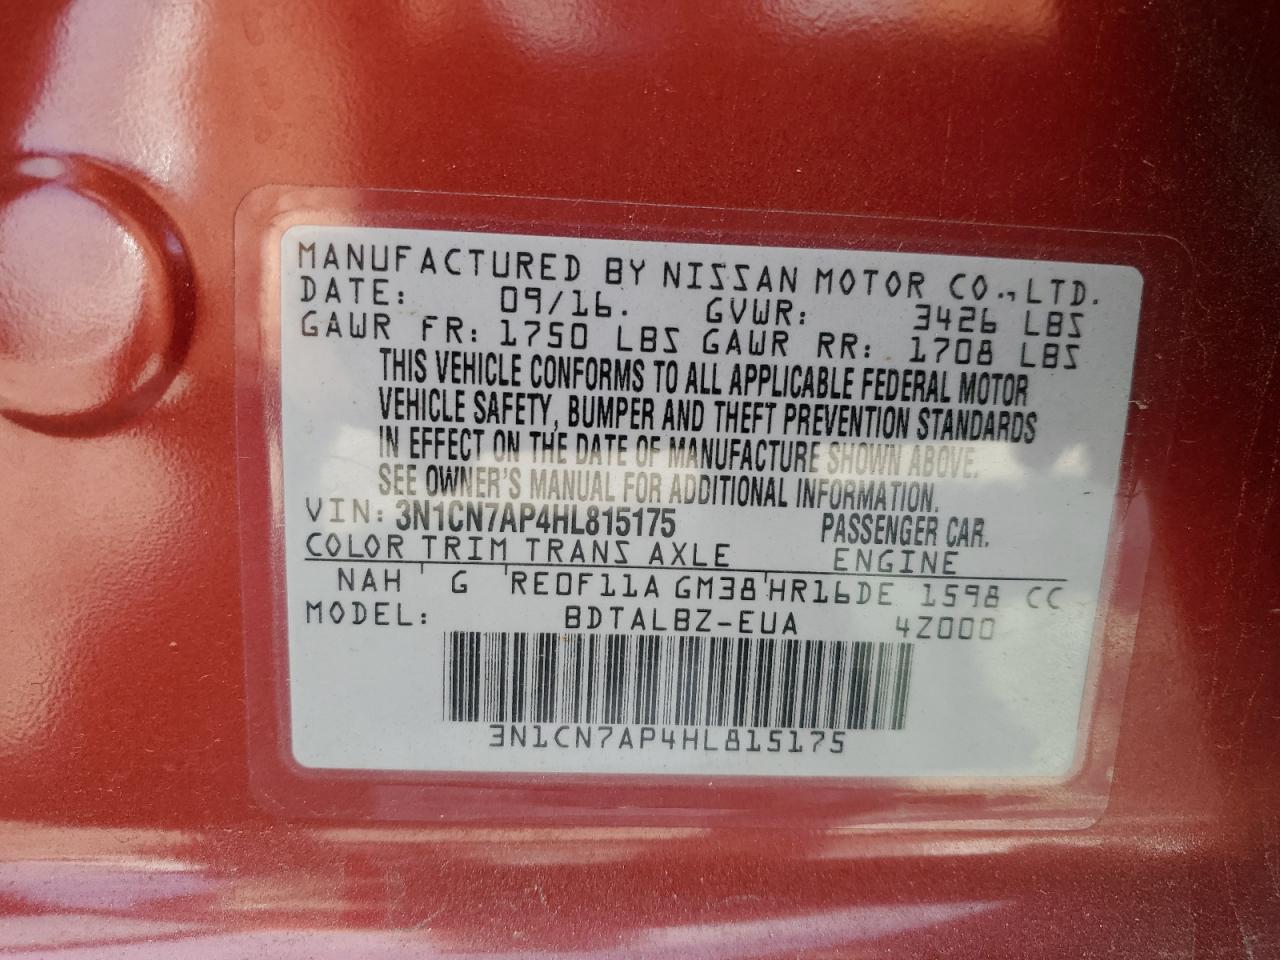 MANUFACTURED BY NISSAN MOTOR CO.,LTD.
DATE: 09/16. GVWR: 3426 LBS
GAWR FR: 1750 LBS GAWR RR: 1708 LBS
THIS VEHICLE CONFORMS TO ALL APPLICABLE FEDERAL MOTOR
VEHICLE SAFETY, BUMPER AND THEFT PREVENTION STANDARDS
IN EFFECT ON THE DATE OF MANUFACTURE SHOWN ABOVE.
SEE OWNER'S MANUAL FOR ADDITIONAL INFORMATION.
VIN: 3N1CN7AP4HL815175 PASSENGER CAR.
COLOR TRIM TRANS AXLE ENGINE
NAH G RE0F11A GM38 HR16DE 1598 CC
MODEL: BDTALBZ-EUA 4Z000
3N1CN7AP4HL815175